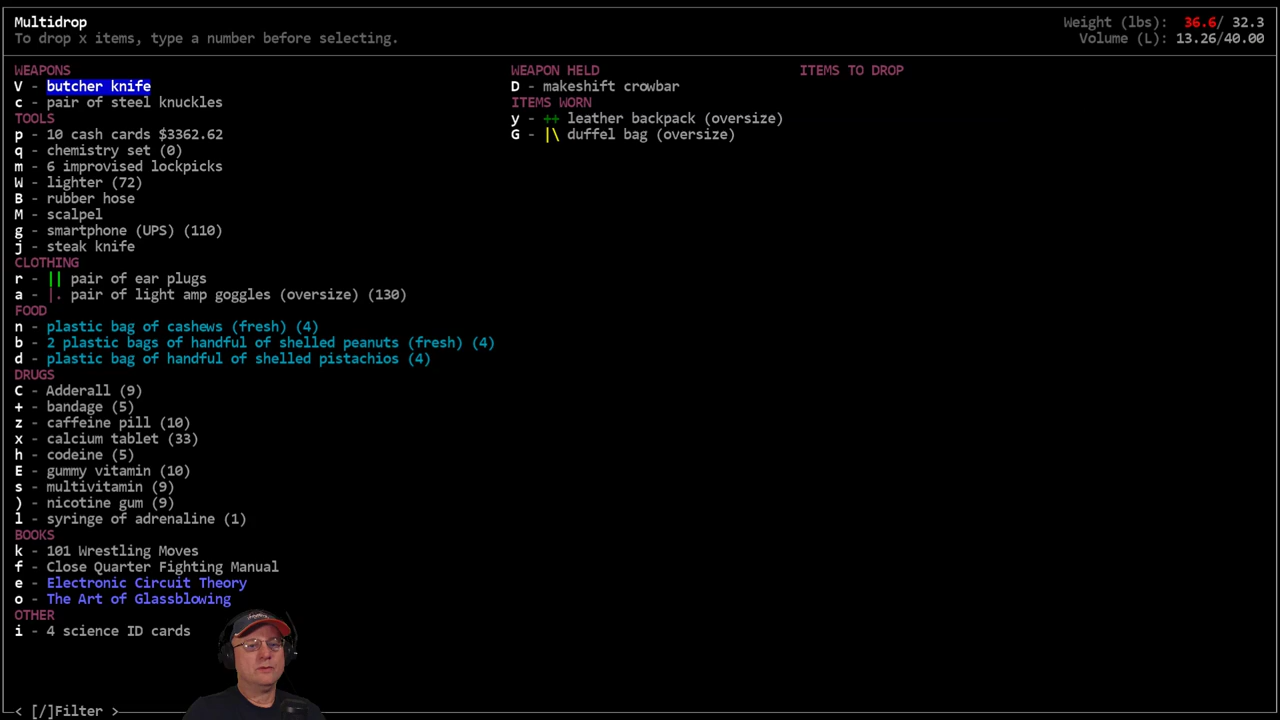 Multidrop
To drop x items, type a number before selecting.
Weight (lbs): 36.6/ 32.3
Volume (L): 13.26/40.00
WEAPONS
V - butcher knife
c - pair of steel knuckles
TOOLS
p - 10 cash cards $3362.62
q - chemistry set (0)
m - 6 improvised lockpicks
W - lighter (72)
B - rubber hose
M - scalpel
g - smartphone (UPS) (110)
j - steak knife
CLOTHING
r - || pair of ear plugs
a - |. pair of light amp goggles (oversize) (130)
FOOD
n - plastic bag of cashews (fresh) (4)
b - 2 plastic bags of handful of shelled peanuts (fresh) (4)
d - plastic bag of handful of shelled pistachios (4)
DRUGS
C - Adderall (9)
+ - bandage (5)
z - caffeine pill (10)
x - calcium tablet (33)
h - codeine (5)
E - gummy vitamin (10)
s - multivitamin (9)
) - nicotine gum (9)
l - syringe of adrenaline (1)
BOOKS
k - 101 Wrestling Moves
f - Close Quarter Fighting Manual
e - Electronic Circuit Theory
o - The Art of Glassblowing
OTHER
i - 4 science ID cards
WEAPON HELD
D - makeshift crowbar
ITEMS WORN
y - ++ leather backpack (oversize)
G - |\ duffel bag (oversize)
ITEMS TO DROP
< [/]Filter >